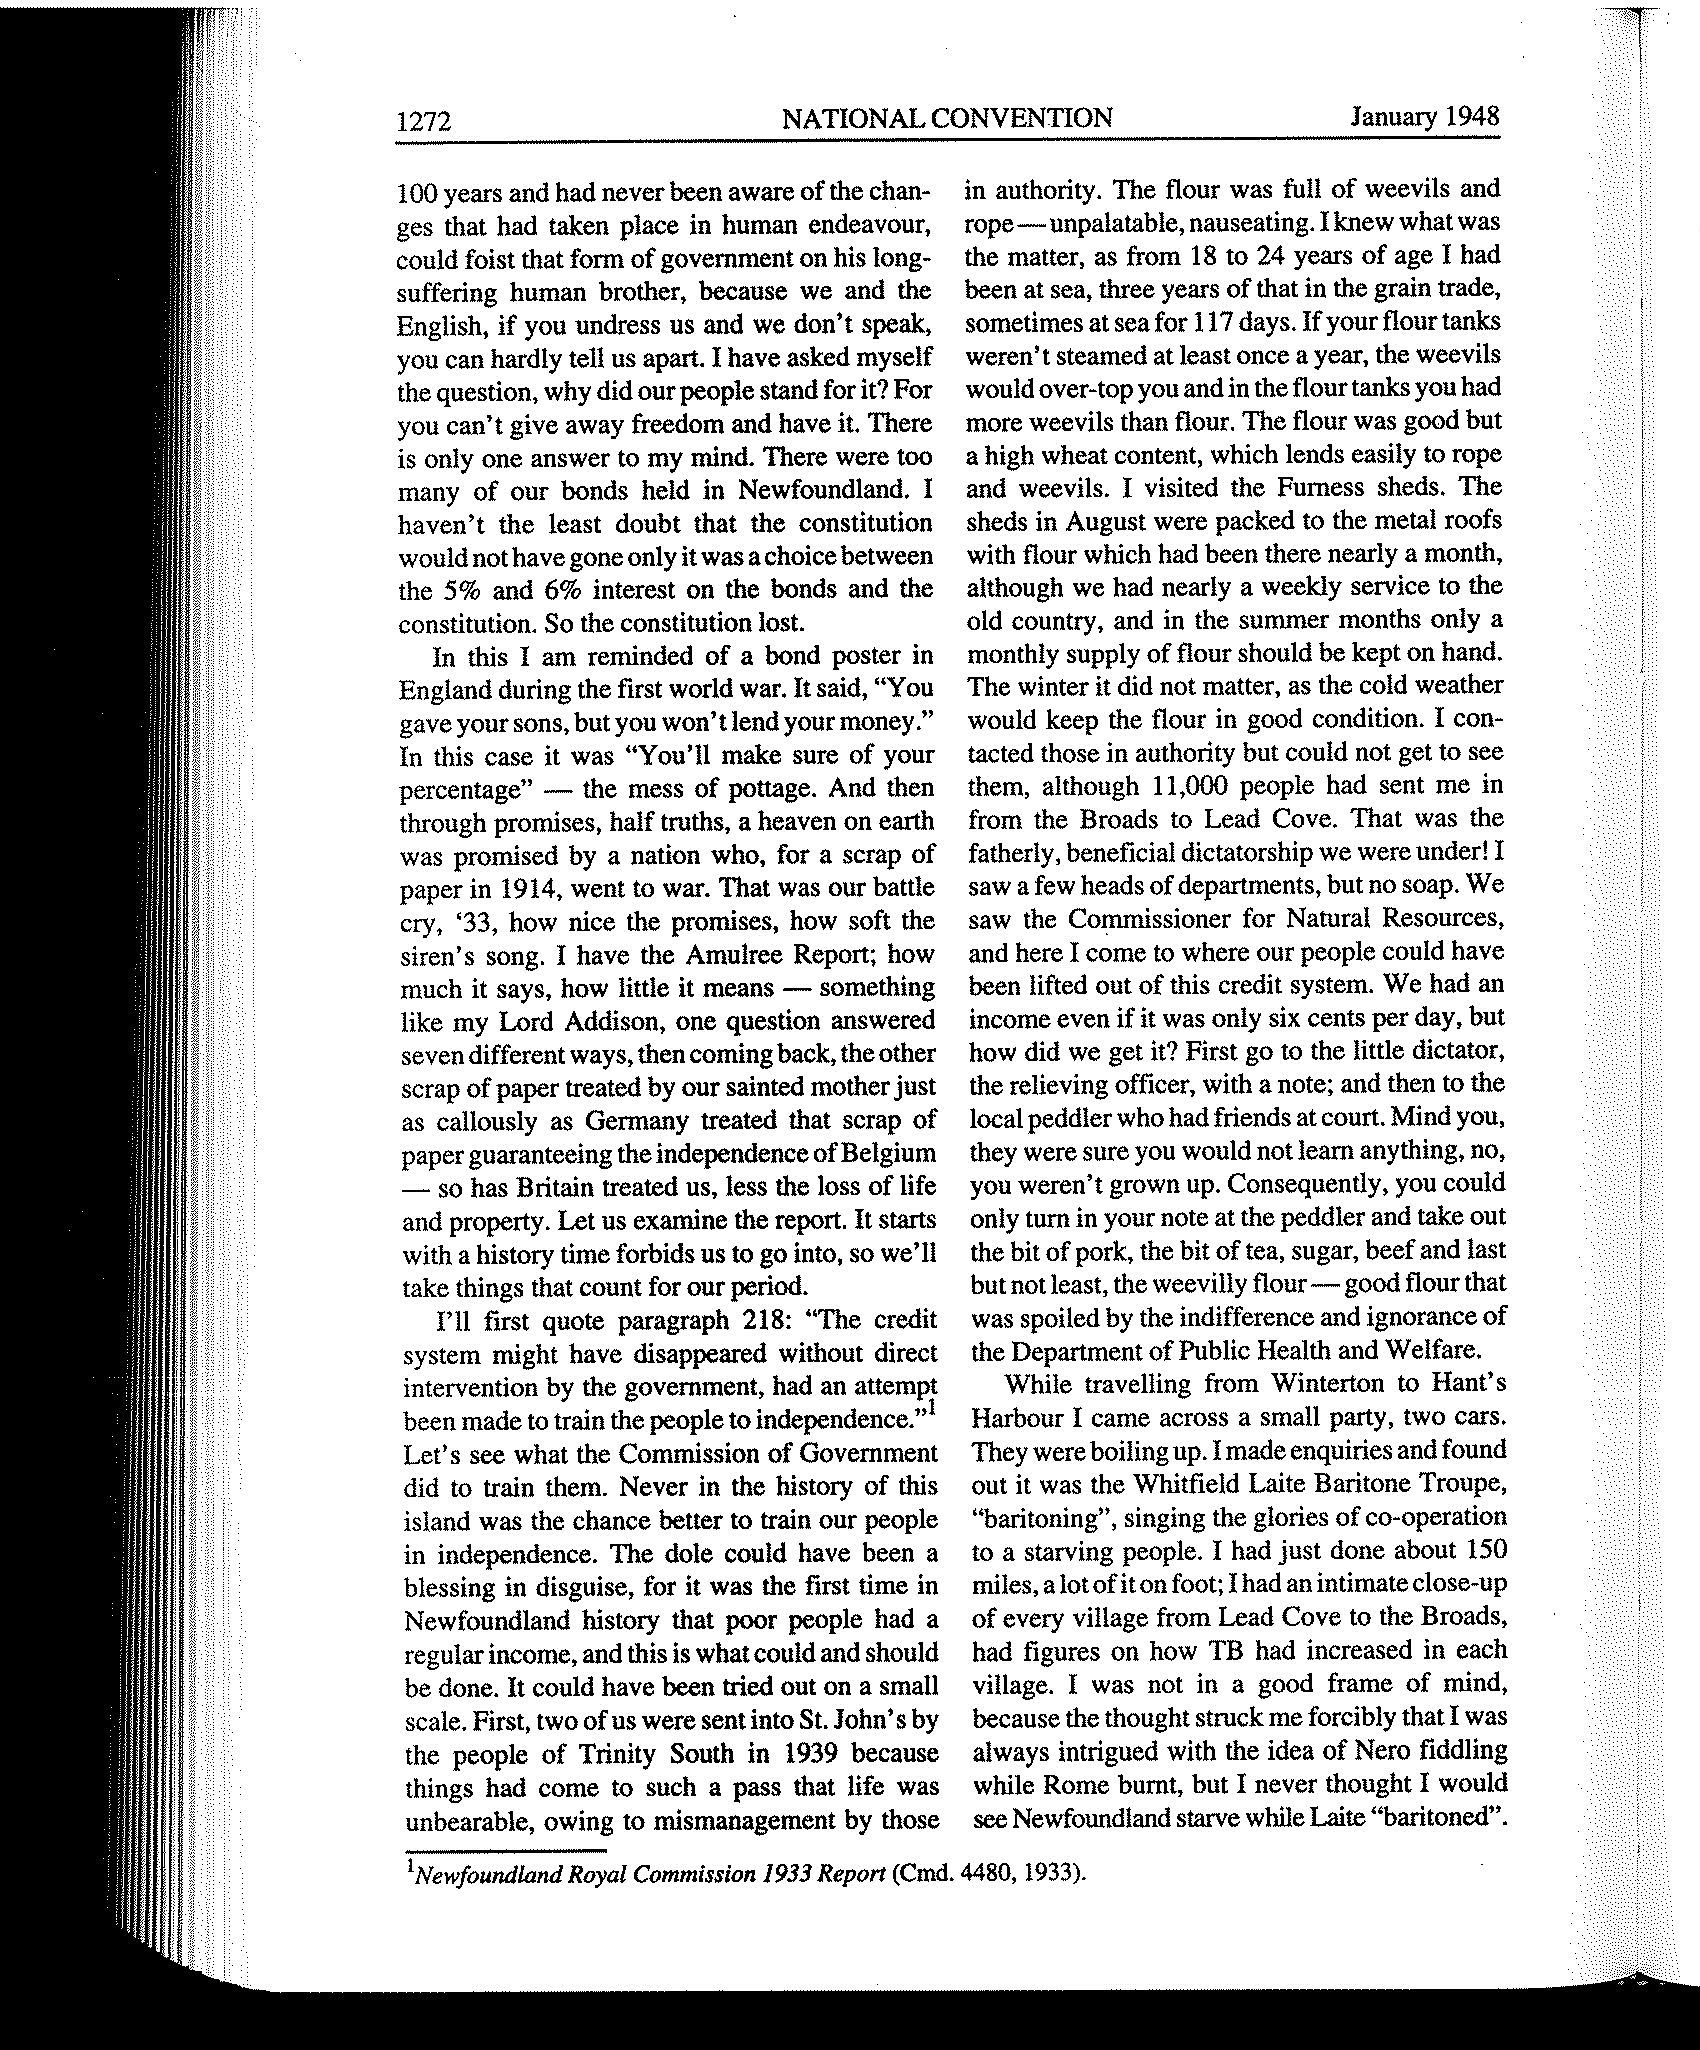 1272
NATIONAL CONVENTION
January 1948
100 years and had never been aware of the chan-
ges that had taken place in human endeavour,
could foist that form of government on his long-
suffering human brother, because we and the
English, if you undress us and we don't speak,
you can hardly tell us apart. I have asked myself
the question, why did our people stand for it? For
you can't give away freedom and have it. There
is only one answer to my mind. There were too
many of our bonds held in Newfoundland. I
haven't the least doubt that the constitution
would not have gone only it was a choice between
the 5% and 6% interest on the bonds and the
constitution. So the constitution lost.
In this I am reminded of a bond poster in
England during the first world war. It said, “You
gave your sons, but you won't lend your money.”
In this case it was “You'll make sure of your
percentage” — the mess of pottage. And then
through promises, half truths, a heaven on earth
was promised by a nation who, for a scrap of
paper in 1914, went to war. That was our battle
cry, ‘33, how nice the promises, how soft the
siren's song. I have the Amulree Report; how
much it says, how little it means — something
like my Lord Addison, one question answered
seven different ways, then coming back, the other
scrap of paper treated by our sainted mother just
as callously as Germany treated that scrap of
paper guaranteeing the independence of Belgium
— so has Britain treated us, less the loss of life
and property. Let us examine the report. It starts
with a history time forbids us to go into, so we'll
take things that count for our period.
I'll first quote paragraph 218: “The credit
system might have disappeared without direct
intervention by the government, had an attempt
been made to train the people to independence.”1
Let's see what the Commission of Government
did to train them. Never in the history of this
island was the chance better to train our people
in independence. The dole could have been a
blessing in disguise, for it was the first time in
Newfoundland history that poor people had a
regular income, and this is what could and should
be done. It could have been tried out on a small
scale. First, two of us were sent into St. John's by
the people of Trinity South in 1939 because
things had come to such a pass that life was
unbearable, owing to mismanagement by those
in authority. The flour was full of weevils and
rope — unpalatable, nauseating. I knew what was
the matter, as from 18 to 24 years of age I had
been at sea, three years of that in the grain trade,
sometimes at sea for 117 days. If your flour tanks
weren't steamed at least once a year, the weevils
would over-top you and in the flour tanks you had
more weevils than flour. The flour was good but
a high wheat content, which lends easily to rope
and weevils. I visited the Furness sheds. The
sheds in August were packed to the metal roofs
with flour which had been there nearly a month,
although we had nearly a weekly service to the
old country, and in the summer months only a
monthly supply of flour should be kept on hand.
The winter it did not matter, as the cold weather
would keep the flour in good condition. I con-
tacted those in authority but could not get to see
them, although 11,000 people had sent me in
from the Broads to Lead Cove. That was the
fatherly, beneficial dictatorship we were under! I
saw a few heads of departments, but no soap. We
saw the Commissioner for Natural Resources,
and here I come to where our people could have
been lifted out of this credit system. We had an
income even if it was only six cents per day, but
how did we get it? First go to the little dictator,
the relieving officer, with a note; and then to the
local peddler who had friends at court. Mind you,
they were sure you would not learn anything, no,
you weren't grown up. Consequently, you could
only turn in your note at the peddler and take out
the bit of pork, the bit of tea, sugar, beef and last
but not least, the weevilly flour — good flour that
was spoiled by the indifference and ignorance of
the Department of Public Health and Welfare.
While travelling from Winterton to Hant's
Harbour I came across a small party, two cars.
They were boiling up. I made enquiries and found
out it was the Whitfield Laite Baritone Troupe,
“baritoning”, singing the glories of co-operation
to a starving people. I had just done about 150
miles, a lot of it on foot; I had an intimate close-up
of every village from Lead Cove to the Broads,
had figures on how TB had increased in each
village. I was not in a good frame of mind,
because the thought struck me forcibly that I was
always intrigued with the idea of Nero fiddling
while Rome burnt, but I never thought I would
see Newfoundland starve while Laite “baritoned”.
1Newfoundland Royal Commission 1933 Report (Cmd. 4480, 1933).